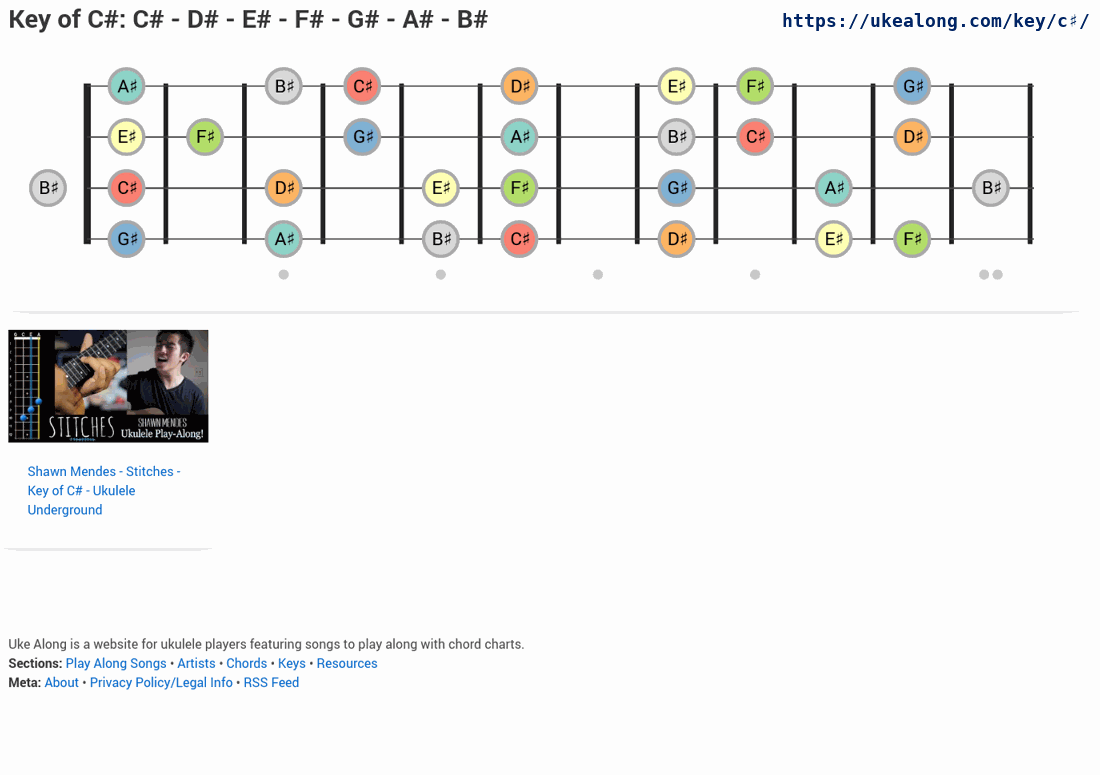 Key of C#: C# - D# - E# - F# - G# - A# - B#
https://ukealong.com/key/c♯/
A♯ B♯ C♯ D♯ E♯ F♯ G♯
E♯ F♯ G♯ A♯ B♯ C♯ D♯
B♯ C♯ D♯ E♯ F♯ G♯ A♯ B♯
G♯ A♯ B♯ C♯ D♯ E♯ F♯
G C E A
STITCHES
SHAWN MENDES
Ukulele Play-Along!
Shawn Mendes - Stitches -
Key of C# - Ukulele
Underground
Uke Along is a website for ukulele players featuring songs to play along with chord charts.
Sections: Play Along Songs • Artists • Chords • Keys • Resources
Meta: About • Privacy Policy/Legal Info • RSS Feed